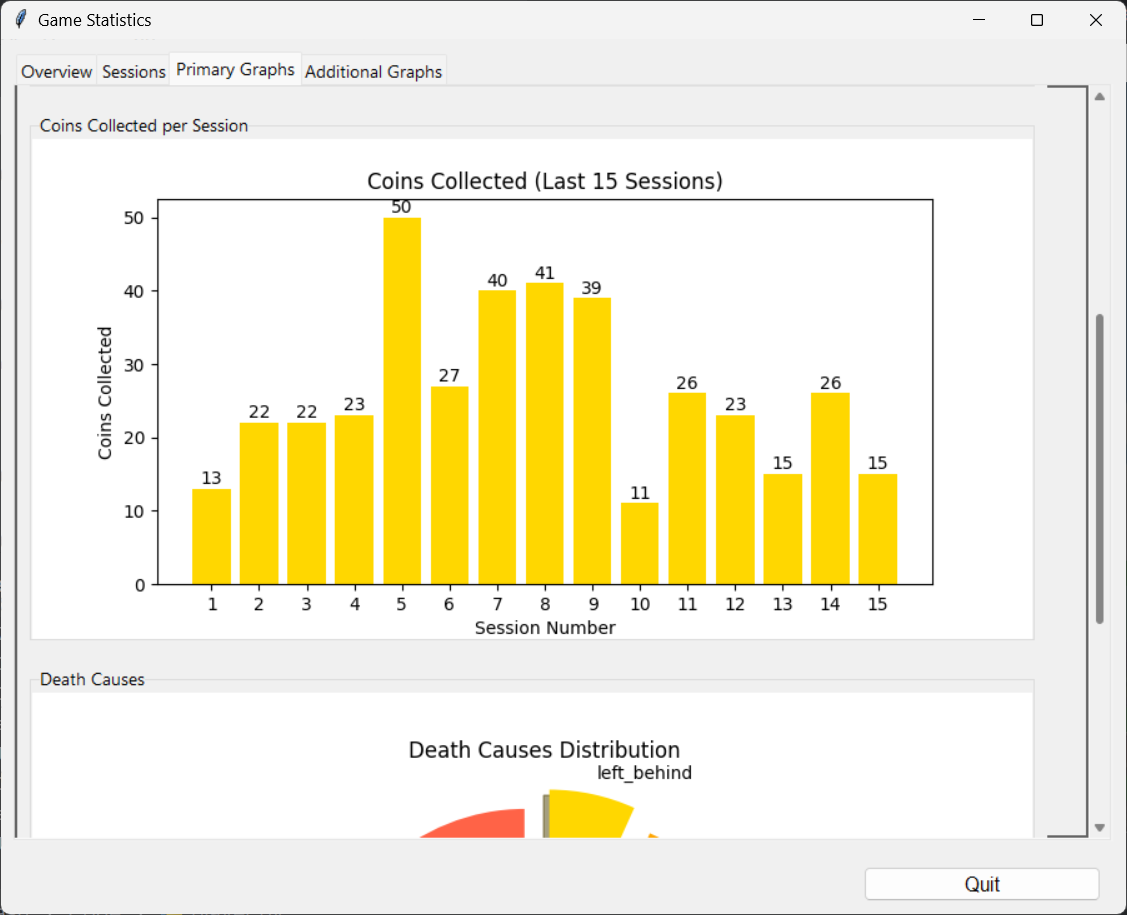 Game Statistics
Overview Sessions Primary Graphs Additional Graphs
Coins Collected per Session
Coins Collected (Last 15 Sessions)
Coins Collected
50
40
30
20
10
0
13 22 22 23 50 27 40 41 39 11 26 23 15 26 15
1 2 3 4 5 6 7 8 9 10 11 12 13 14 15
Session Number
Death Causes
Death Causes Distribution
left_behind
Quit